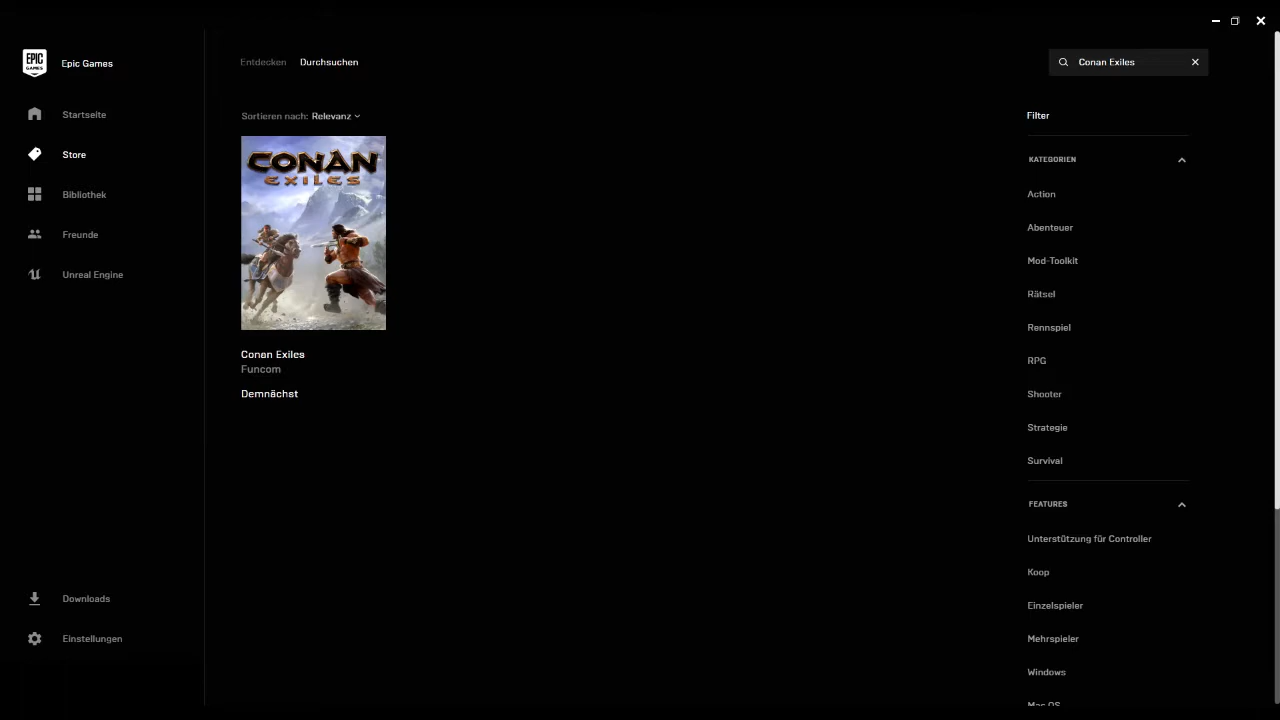 EPIC
GAMES
Epic Games
Startseite
Store
Bibliothek
Freunde
Unreal Engine
Downloads
Einstellungen
Entdecken Durchsuchen
Conan Exiles
Sortieren nach: Relevanz
CONAN
EXILES
Conan Exiles
Funcom
Demnächst
Filter
KATEGORIEN
Action
Abenteuer
Mod-Toolkit
Rätsel
Rennspiel
RPG
Shooter
Strategie
Survival
FEATURES
Unterstützung für Controller
Koop
Einzelspieler
Mehrspieler
Windows
Mac OS